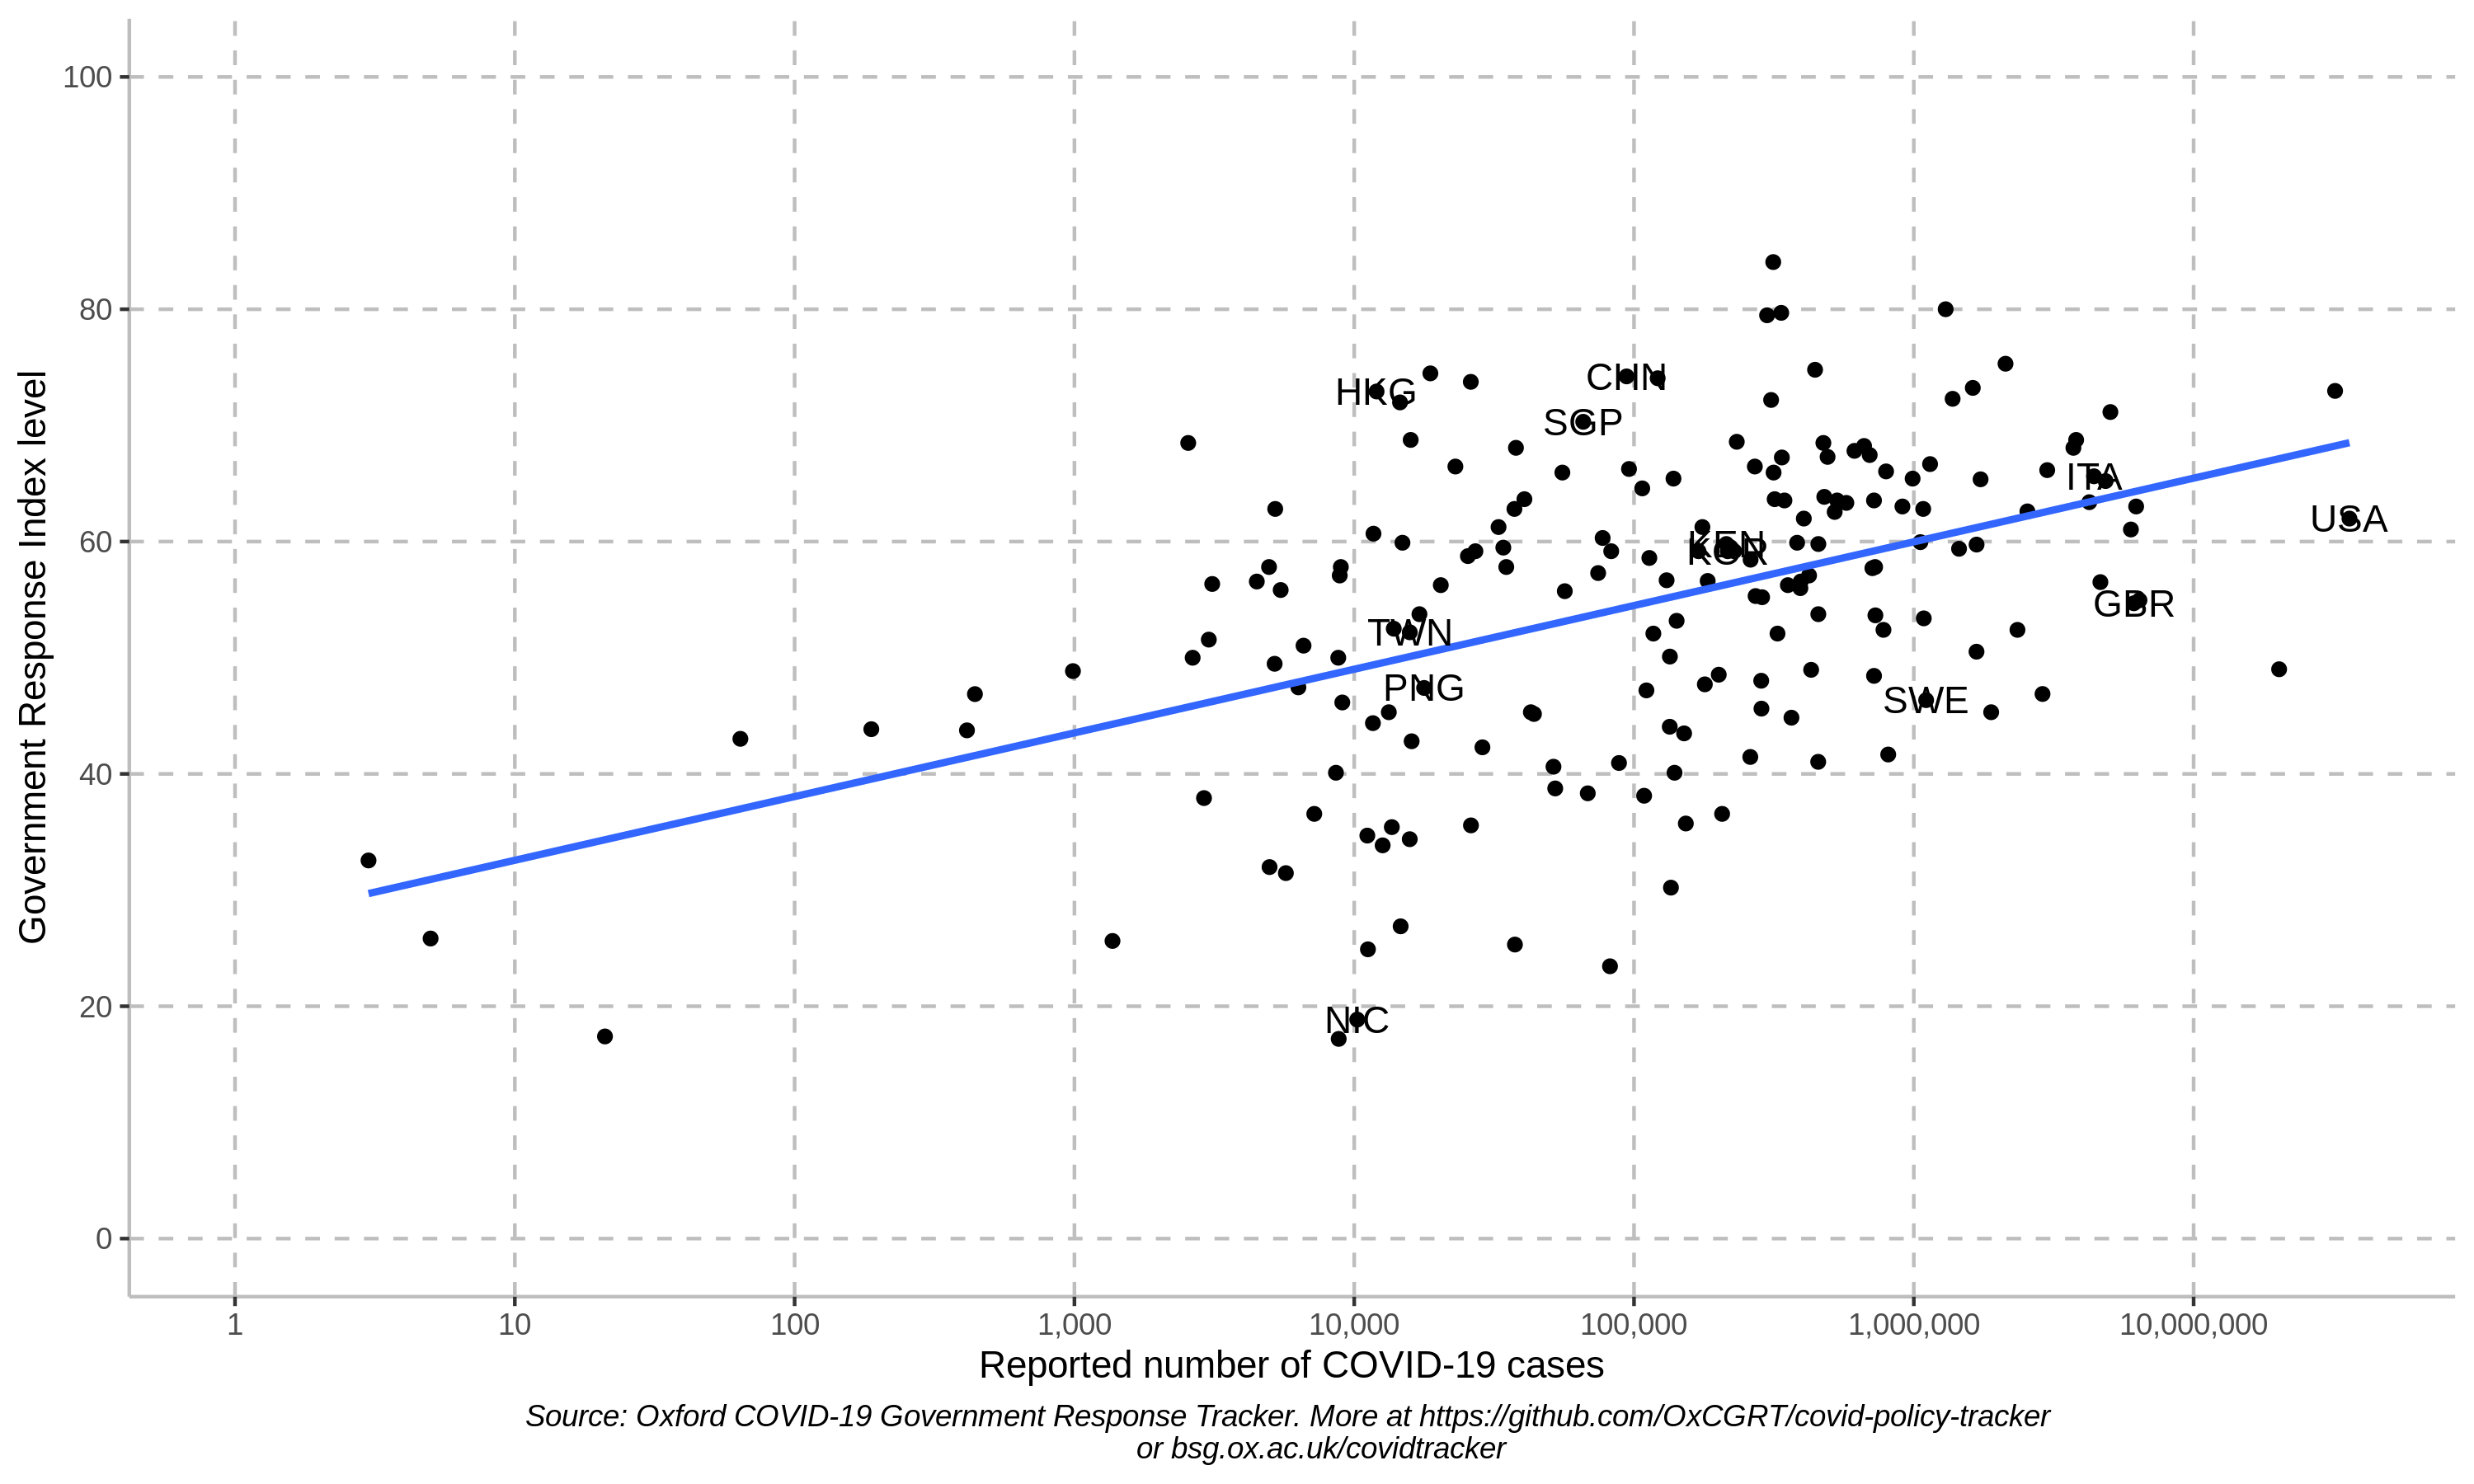 Government Response Index level
100
80
60
40
20
0
CHN
HKG
SGP
ITA
USA
KEN
KOR
GBR
TWN
PNG
SWE
NIC
1
10
100
1,000
10,000
100,000
1,000,000
10,000,000
Reported number of COVID-19 cases
Source: Oxford COVID-19 Government Response Tracker. More at https://github.com/OxCGRT/covid-policy-tracker
or bsg.ox.ac.uk/covidtracker